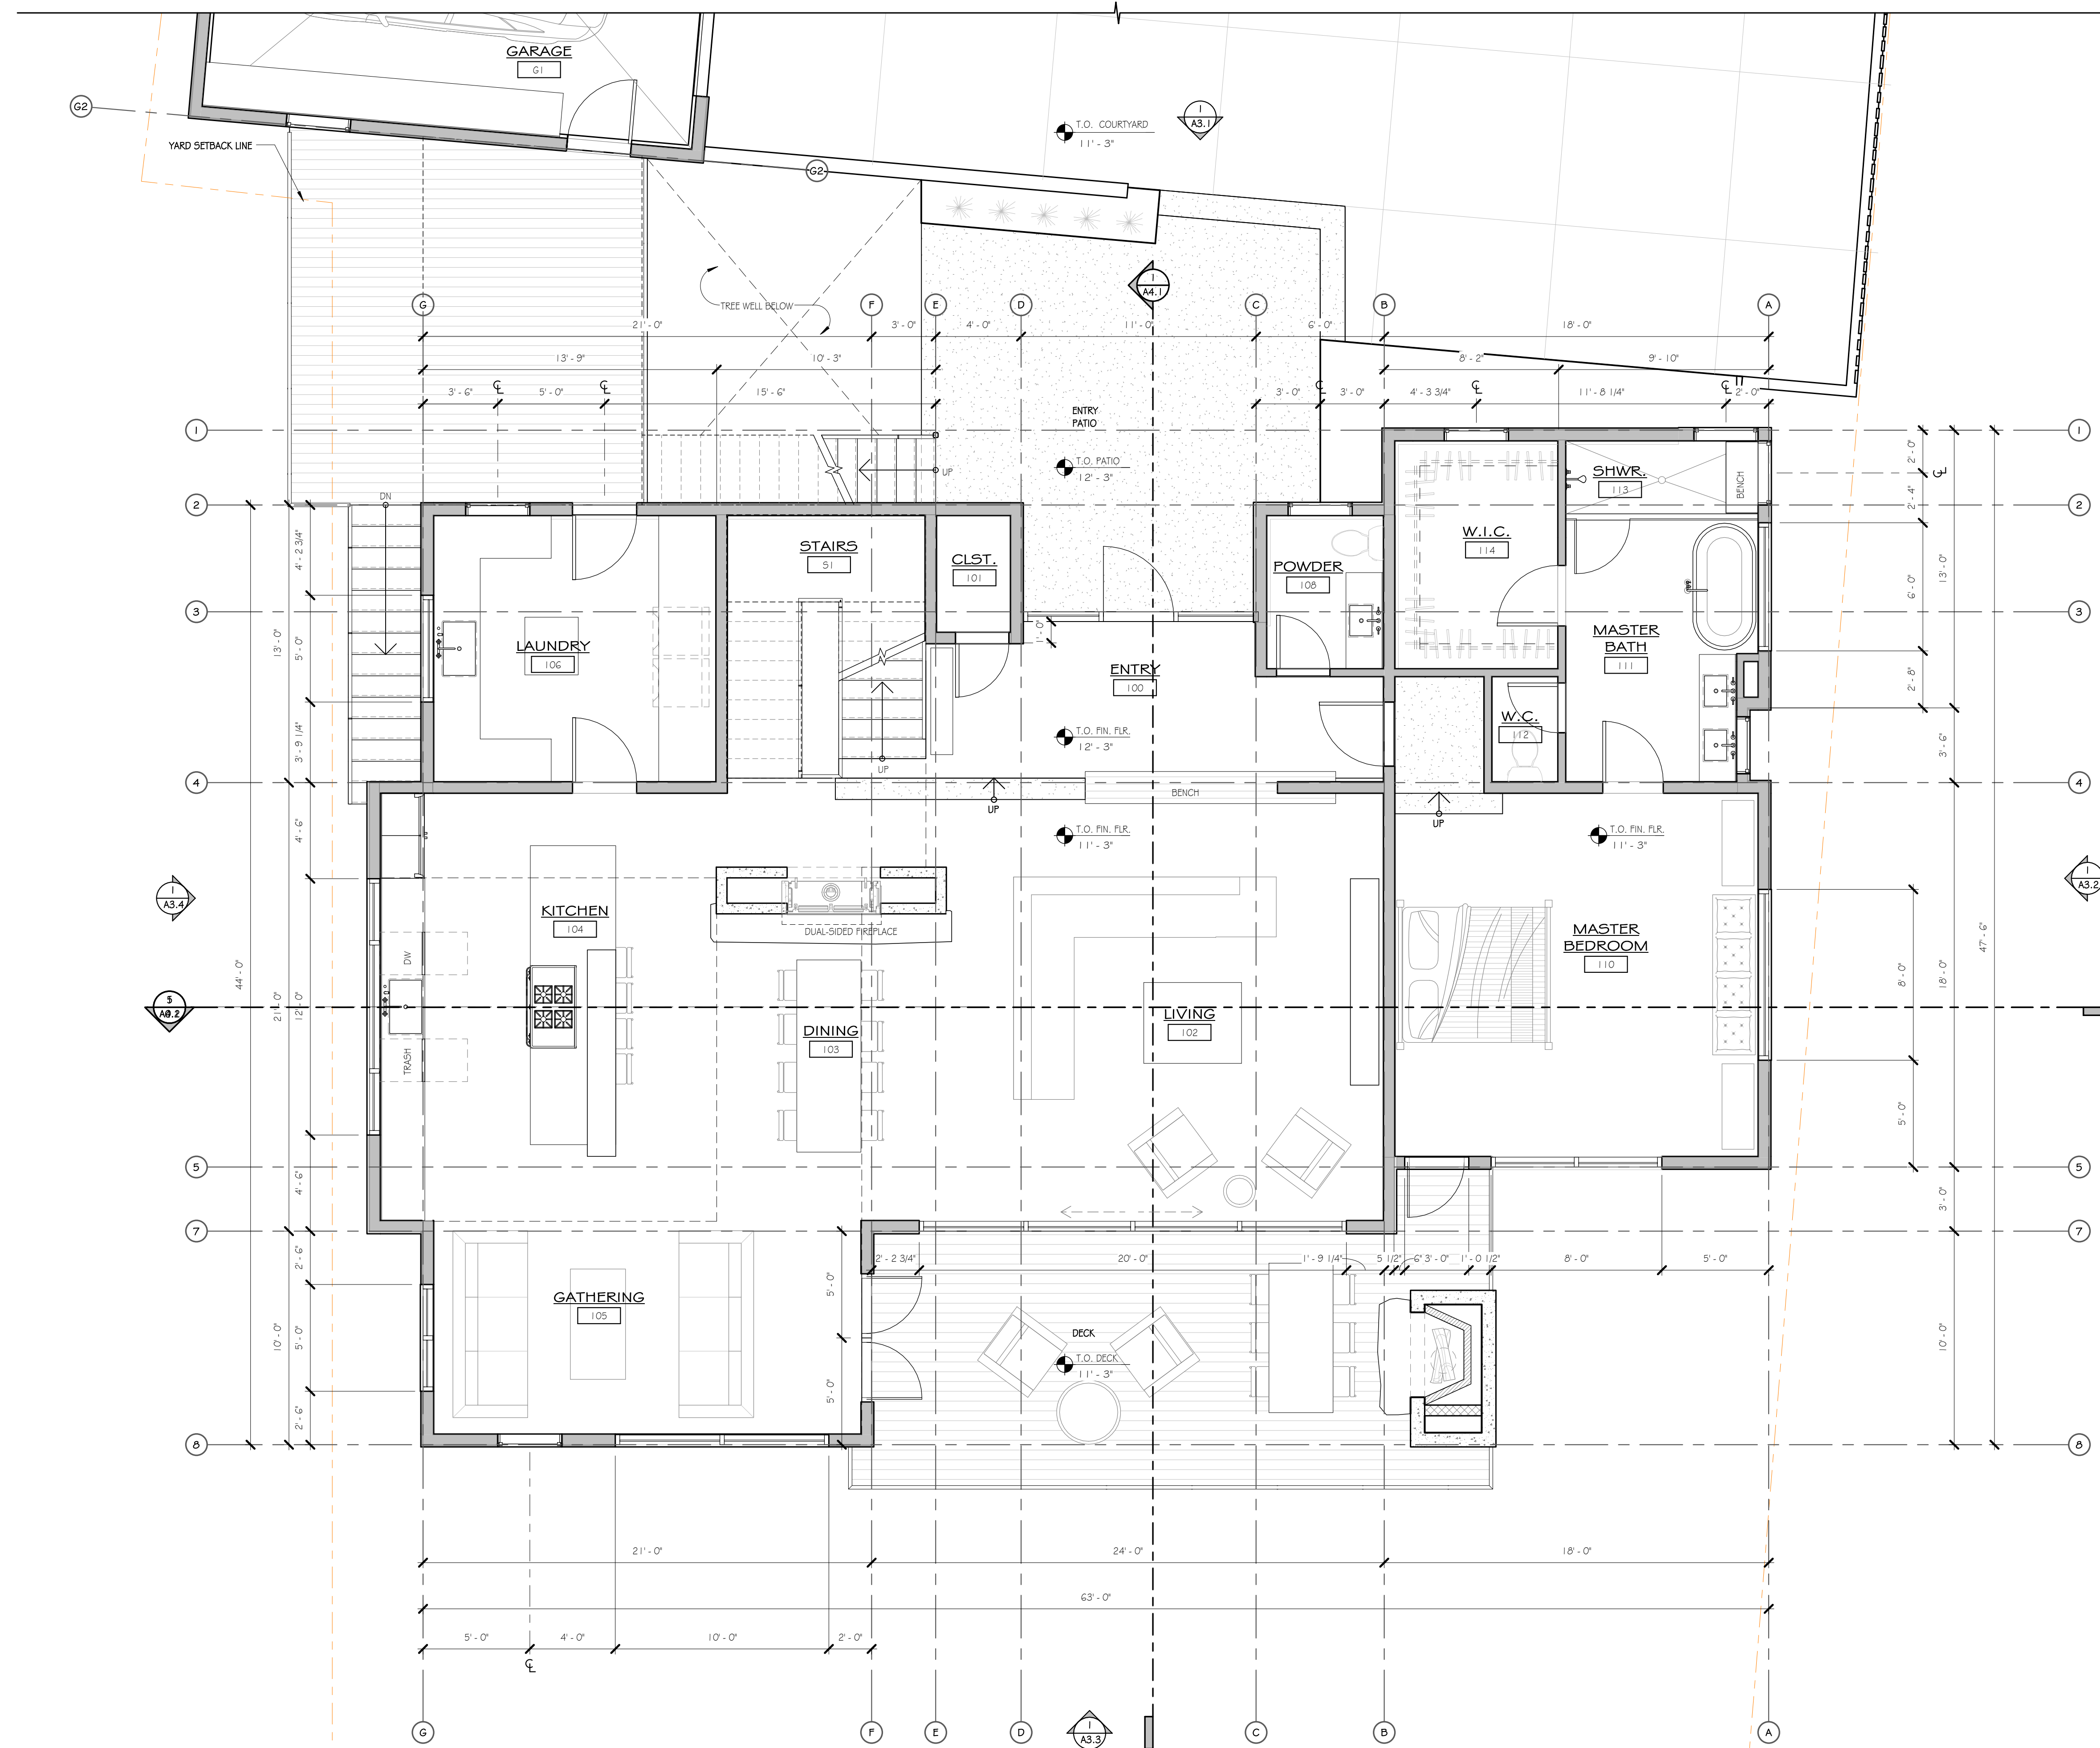 GARAGE
G1
G2
YARD SETBACK LINE
T.O. COURTYARD
11' - 3"
1
A3.1
G2
TREE WELL BELOW
1
A4.1
G
F
E
D
C
B
A
21' - 0"
3' - 0"
4' - 0"
11' - 0"
6' - 0"
18' - 0"
13' - 9"
10' - 3"
8' - 2"
9' - 10"
3' - 6"
5' - 0"
15' - 6"
3' - 0"
3' - 0"
4' - 3 3/4"
11' - 8 1/4"
2' - 0"
ENTRY
PATIO
T.O. PATIO
12' - 3"
UP
DN
1
1
2
2
3
3
4
4
5
5
7
7
8
8
STAIRS
S1
CLST.
101
POWDER
108
W.I.C.
114
SHWR.
113
BENCH
LAUNDRY
106
ENTRY
100
MASTER
BATH
111
W.C.
112
T.O. FIN. FLR.
12' - 3"
1' - 0"
UP
UP
BENCH
UP
T.O. FIN. FLR.
11' - 3"
T.O. FIN. FLR.
11' - 3"
KITCHEN
104
DUAL-SIDED FIREPLACE
DW
TRASH
DINING
103
LIVING
102
MASTER
BEDROOM
110
GATHERING
105
DECK
T.O. DECK
11' - 3"
4' - 2 3/4"
5' - 0"
3' - 9 1/4"
13' - 0"
4' - 6"
12' - 0"
21' - 0"
4' - 6"
44' - 0"
2' - 6"
5' - 0"
2' - 6"
10' - 0"
2' - 0"
2' - 4"
6' - 0"
2' - 8"
13' - 0"
3' - 6"
8' - 0"
18' - 0"
5' - 0"
47' - 6"
3' - 0"
10' - 0"
1
A3.4
5
1
A3.2
2' - 2 3/4"
20' - 0"
1' - 9 1/4"
5 1/2"
6"
3' - 0"
1' - 0 1/2"
8' - 0"
5' - 0"
5' - 0"
5' - 0"
21' - 0"
24' - 0"
18' - 0"
63' - 0"
5' - 0"
4' - 0"
10' - 0"
2' - 0"
G
F
E
D
C
B
A
1
A3.3